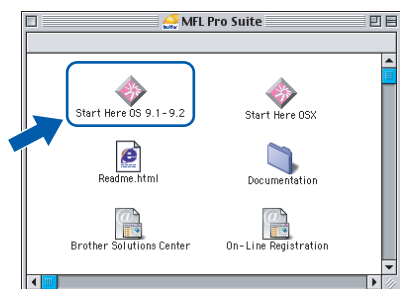 MFL Pro Suite
Start Here OS 9.1-9.2
Start Here OSX
Readme.html
Documentation
Brother Solutions Center
On-Line Registration